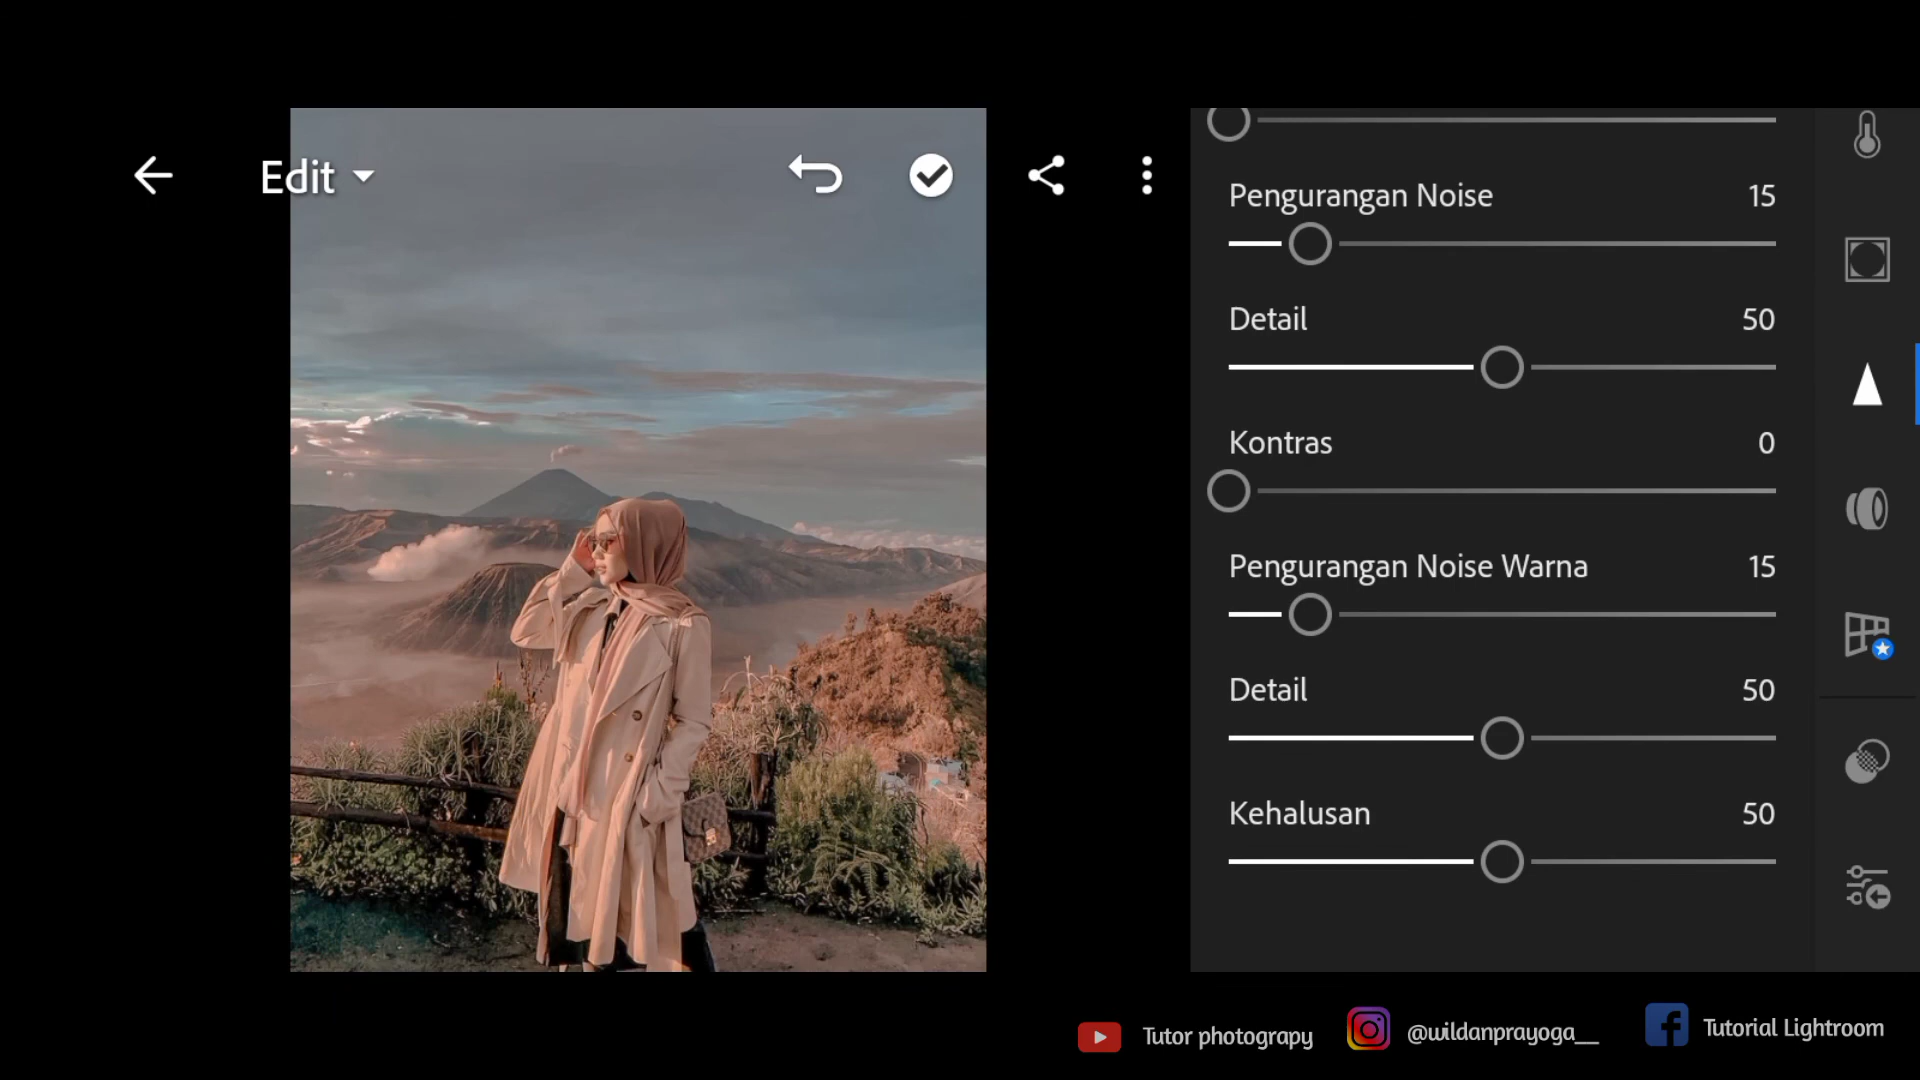 Edit
Pengurangan Noise 15
Detail 50
Kontras 0
Pengurangan Noise Warna 15
Detail 50
Kehalusan 50
Tutor photograpy @wildanprayoga__ Tutorial Lightroom